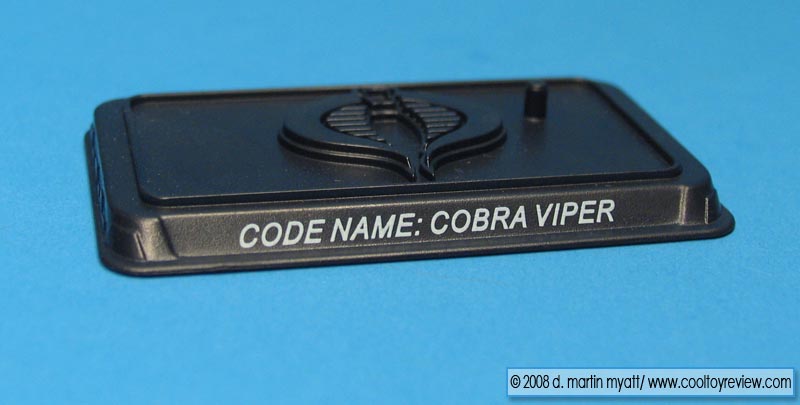 CODE NAME: COBRA VIPER
© 2008 d. martin myatt/ www.cooltoyreview.com